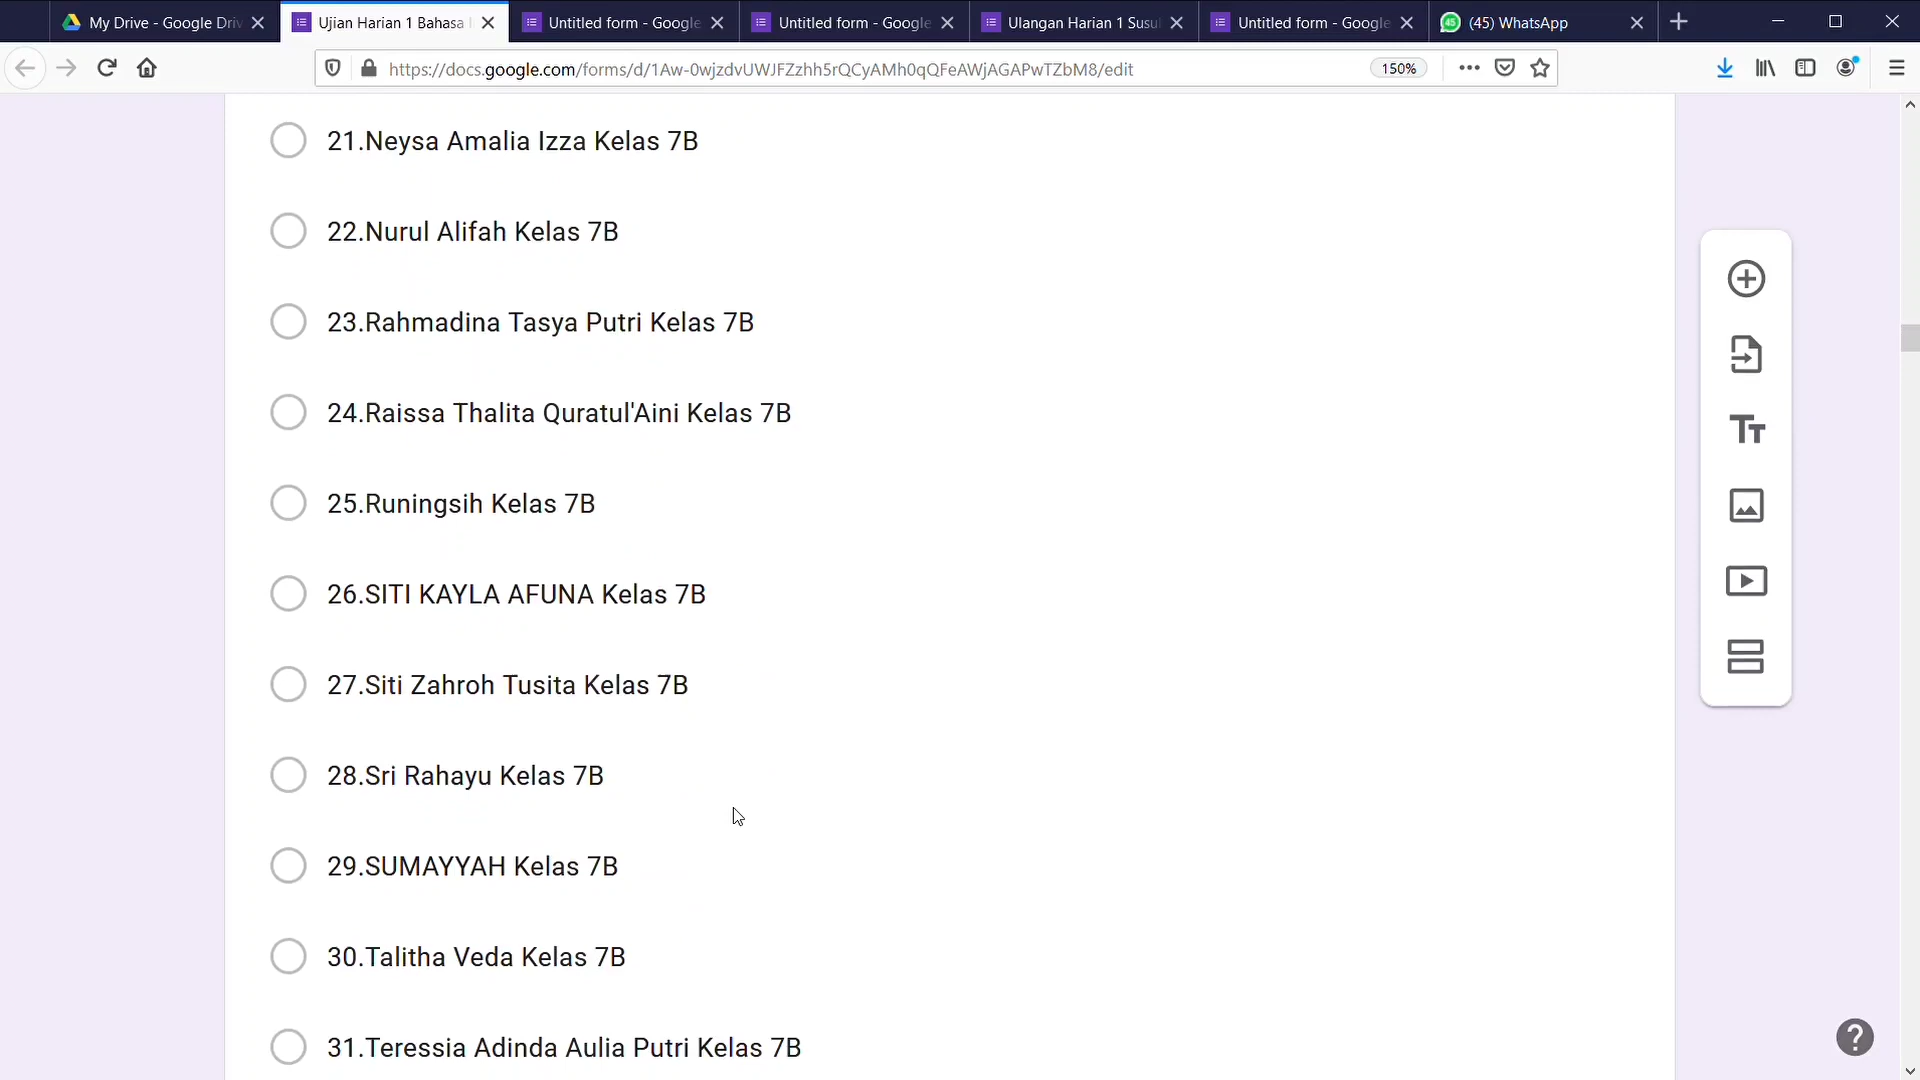 My Drive - Google Driv
Ujian Harian 1 Bahasa I
Untitled form - Google
Untitled form - Google
Ulangan Harian 1 Susu
Untitled form - Google
45
(45) WhatsApp
https://docs.google.com/forms/d/1Aw-0wjzdvUWJFZzhh5rQCyAMh0qQFeAWjAGAPwTZbM8/edit
150%
21.Neysa Amalia Izza Kelas 7B
22.Nurul Alifah Kelas 7B
23.Rahmadina Tasya Putri Kelas 7B
24.Raissa Thalita Quratul'Aini Kelas 7B
25.Runingsih Kelas 7B
26.SITI KAYLA AFUNA Kelas 7B
27.Siti Zahroh Tusita Kelas 7B
28.Sri Rahayu Kelas 7B
29.SUMAYYAH Kelas 7B
30.Talitha Veda Kelas 7B
31.Teressia Adinda Aulia Putri Kelas 7B